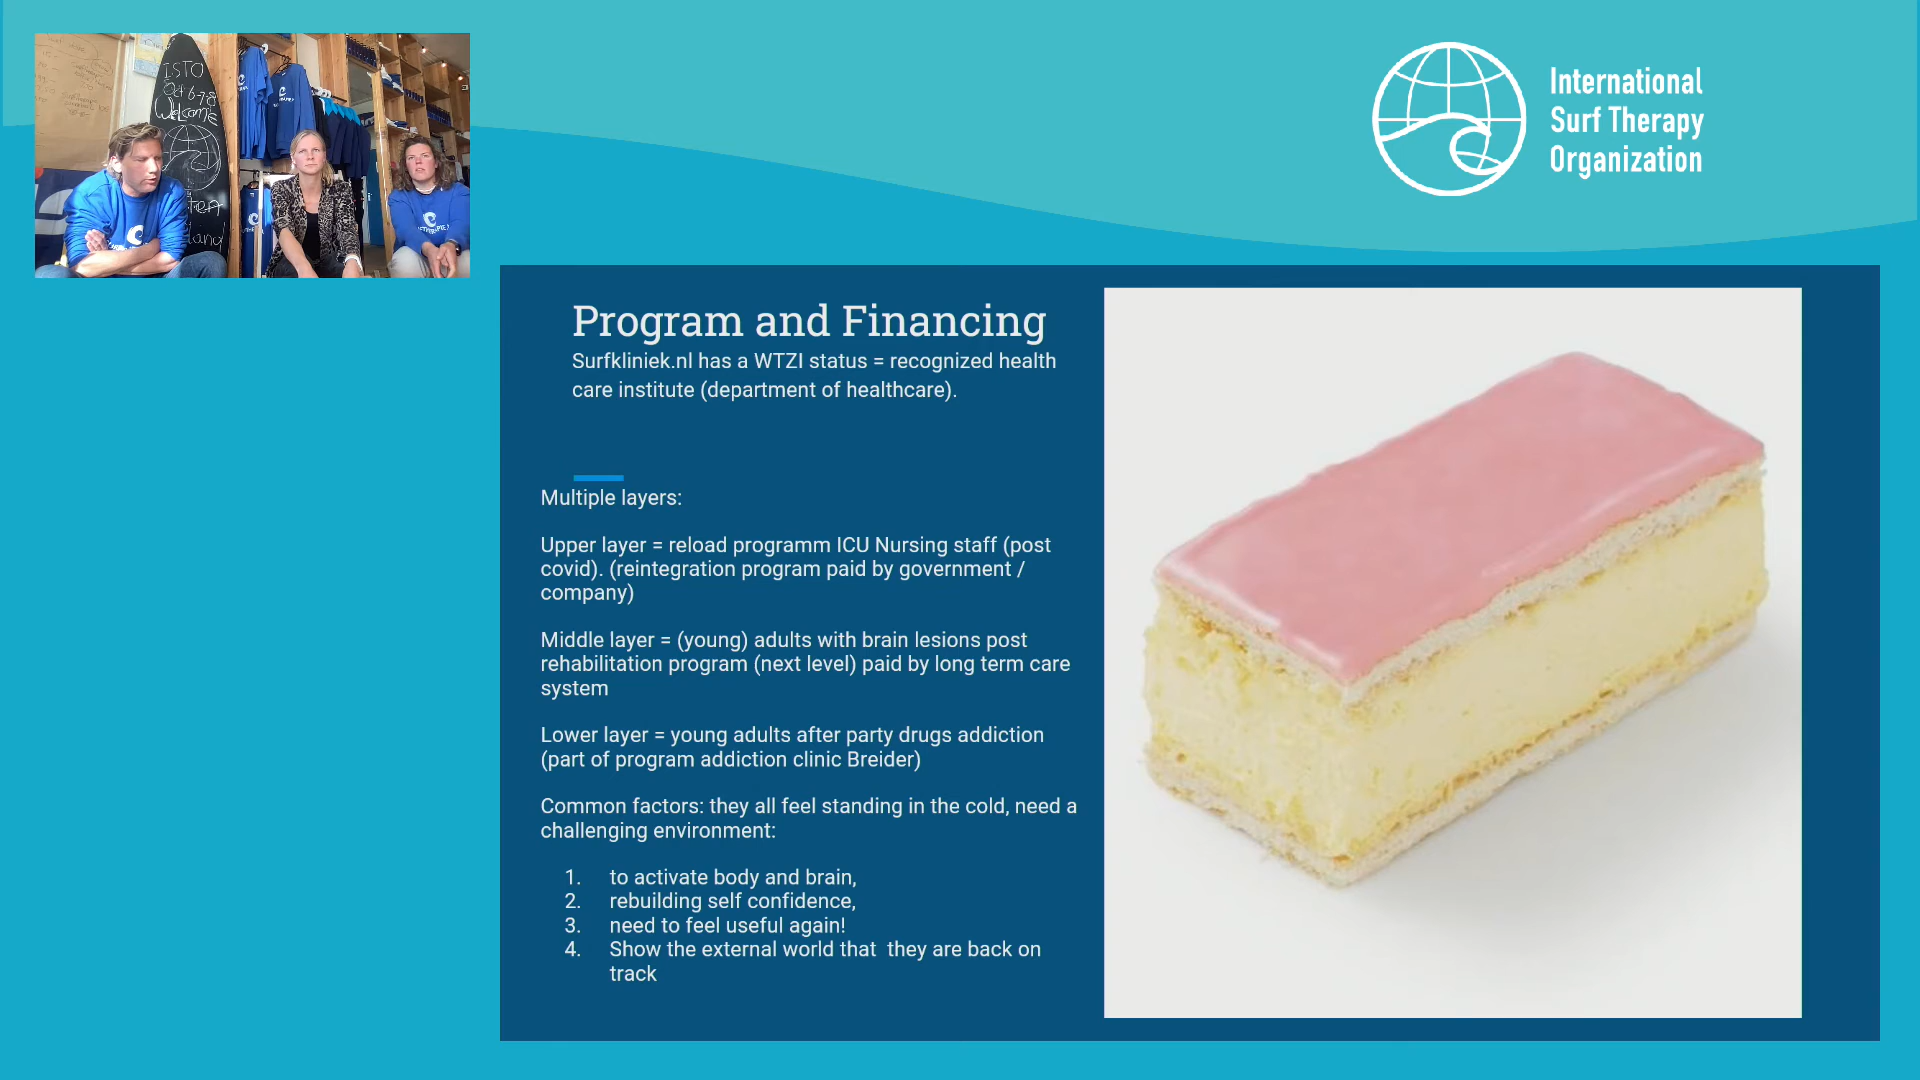 ISTO
Oct 6-7-8
Welcome
International
Surf Therapy
Organization
Program and Financing
Surfkliniek.nl has a WTZI status = recognized health
care institute (department of healthcare).
Multiple layers:
Upper layer = reload programm ICU Nursing staff (post
covid). (reintegration program paid by government /
company)
Middle layer = (young) adults with brain lesions post
rehabilitation program (next level) paid by long term care
system
Lower layer = young adults after party drugs addiction
(part of program addiction clinic Breider)
Common factors: they all feel standing in the cold, need a
challenging environment:
1. to activate body and brain,
2. rebuilding self confidence,
3. need to feel useful again!
4. Show the external world that  they are back on
track